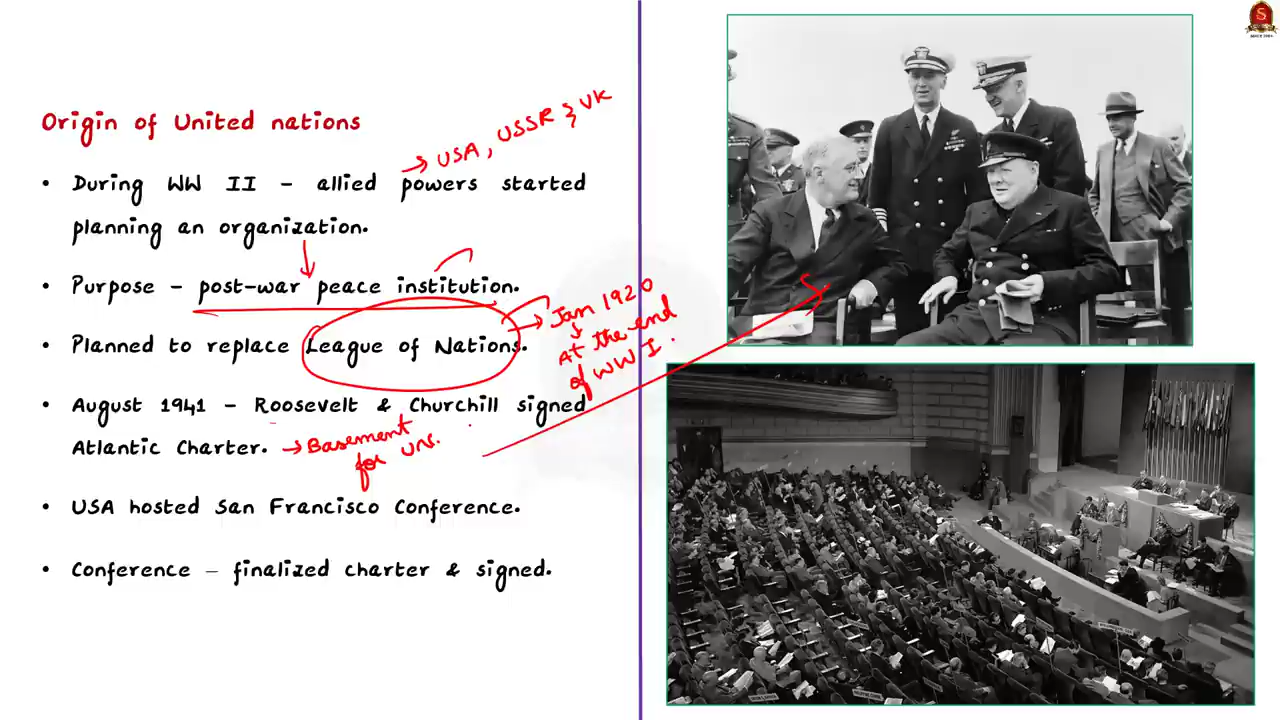 Origin of United nations
→ USA, USSR & UK
• During WW II - allied powers started
planning an organization.
• Purpose - post-war peace institution.
• Planned to replace League of Nations.
→ Jan 1920
At the end
of WW I.
• August 1941 - Roosevelt & Churchill signed
Atlantic Charter.
→ Basement
for UNs.
• USA hosted San Francisco Conference.
• Conference – finalized charter & signed.